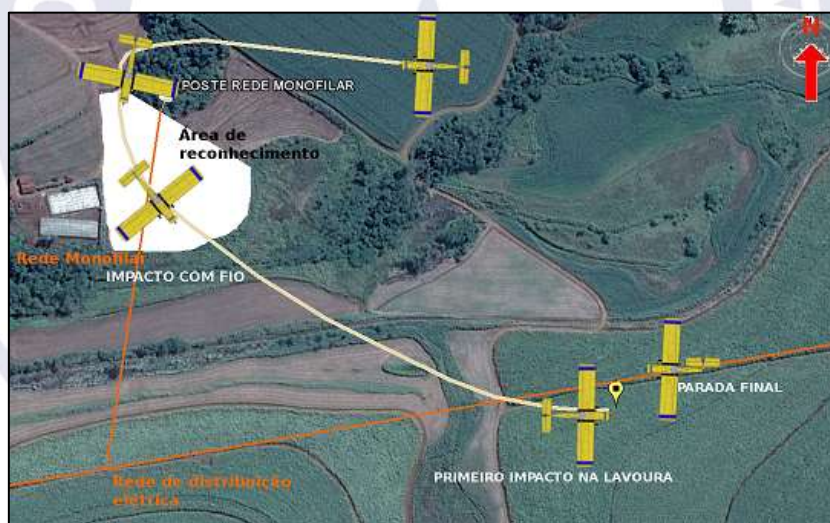 N
POSTE REDE MONOFILAR
Área de
reconhecimento
Rede Monofilar
IMPACTO COM FIO
PARADA FINAL
PRIMEIRO IMPACTO NA LAVOURA
Rede de distribuição
elétrica